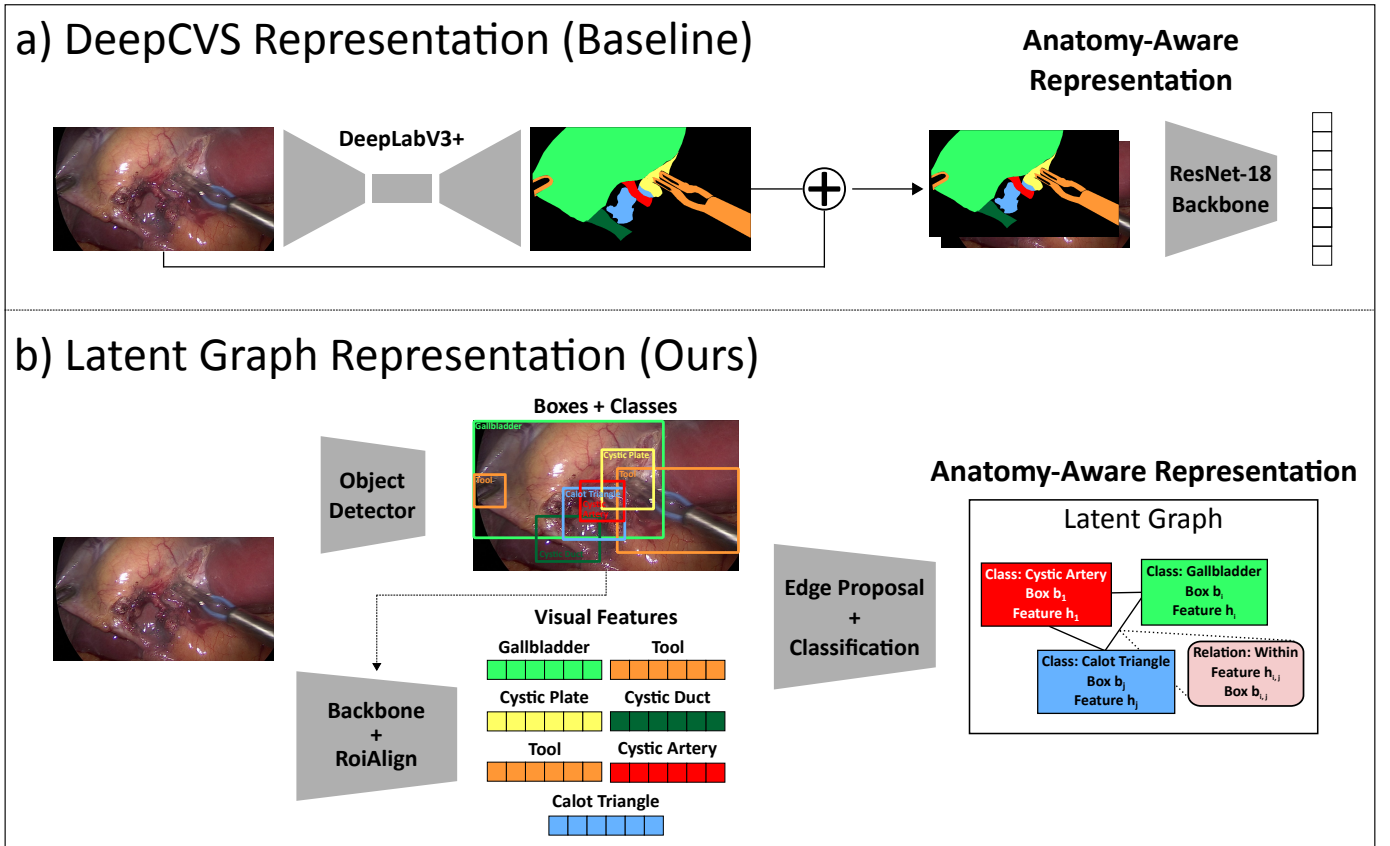 a) DeepCVS Representation (Baseline)
Anatomy-Aware
Representation
DeepLabV3+
ResNet-18
Backbone
b) Latent Graph Representation (Ours)
Boxes + Classes
Object
Detector
Gallbladder
Cystic Plate
Tool
Tool
Calot Triangle
Backbone
+
RoiAlign
Visual Features
Gallbladder
Tool
Cystic Plate
Cystic Duct
Tool
Cystic Artery
Calot Triangle
Edge Proposal
+
Classification
Anatomy-Aware Representation
Latent Graph
Class: Cystic Artery
Box b1
Feature h1
Class: Gallbladder
Box bi
Feature hi
Class: Calot Triangle
Box bj
Feature hj
Relation: Within
Feature hi,j
Box bi,j